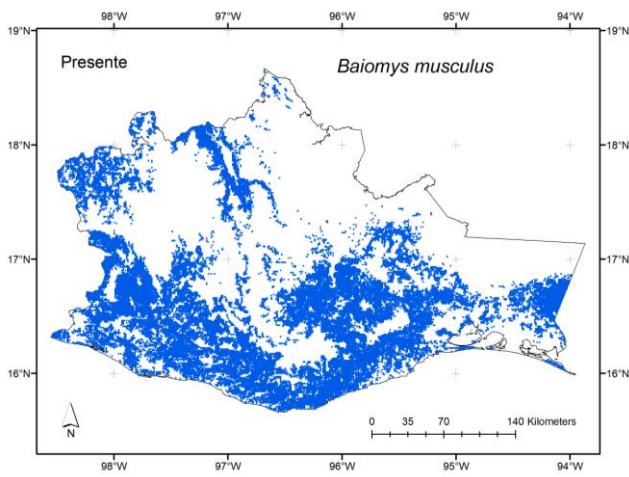 98°W 97°W 96°W 95°W 94°W
19°N 19°N
Presente Baiomys musculus
18°N 18°N
17°N 17°N
16°N 16°N
0 35 70 140 Kilometers
N
98°W 97°W 96°W 95°W 94°W